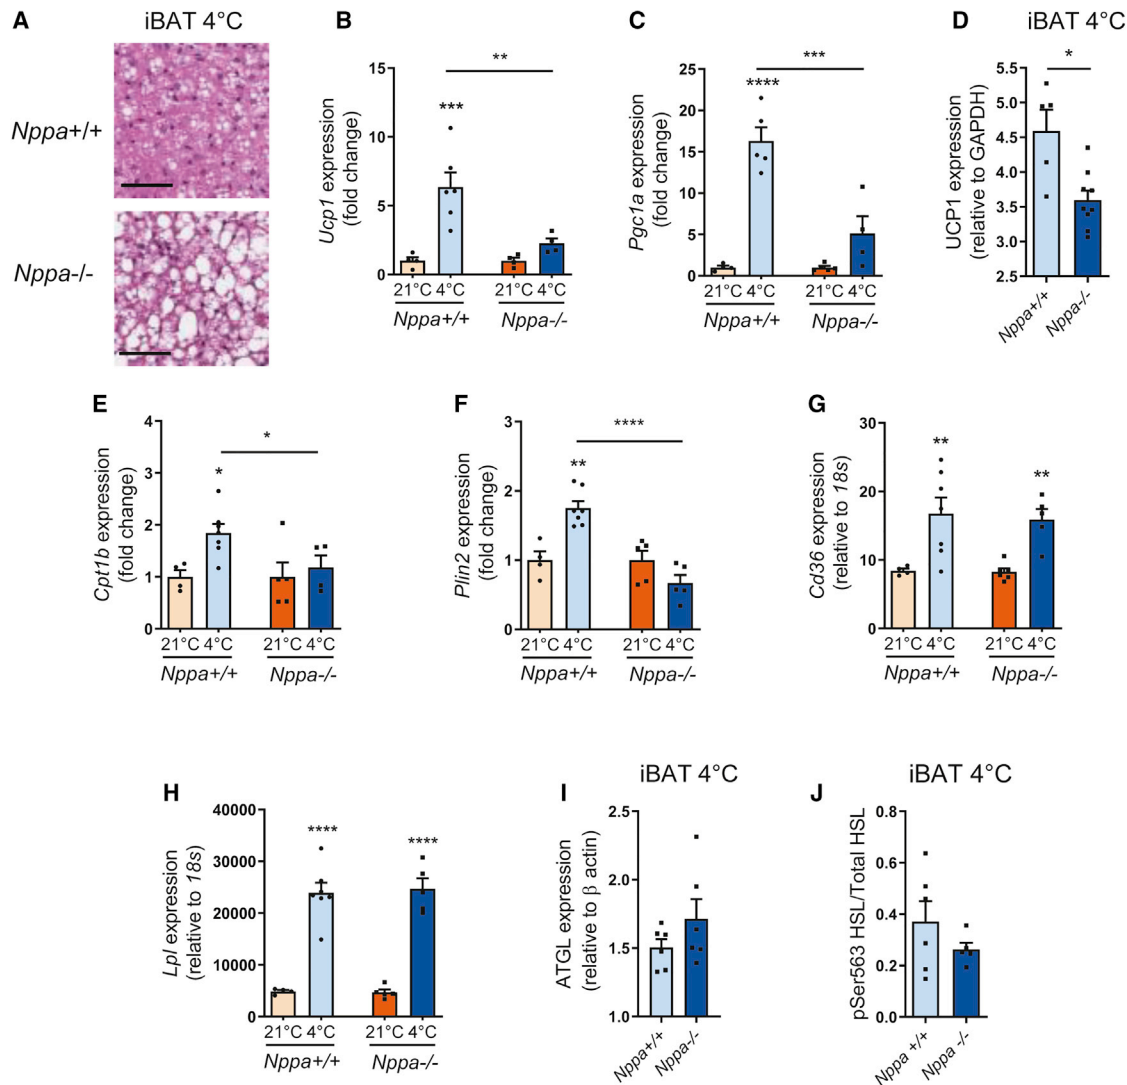 A
iBAT 4°C
Nppa+/+
Nppa-/-
B
Ucp1 expression
(fold change)
15
10
5
0
***
**
21°C 4°C
21°C 4°C
Nppa+/+
Nppa-/-
C
Pgc1a expression
(fold change)
25
20
15
10
5
0
****
***
21°C 4°C
21°C 4°C
Nppa+/+
Nppa-/-
D
iBAT 4°C
UCP1 expression
(relative to GAPDH)
5.5
5.0
4.5
4.0
3.5
3.0
2.5
*
Nppa+/+
Nppa-/-
E
Cpt1b expression
(fold change)
4
3
2
1
0
*
*
21°C 4°C
21°C 4°C
Nppa+/+
Nppa-/-
F
Plin2 expression
(fold change)
3
2
1
0
**
****
21°C 4°C
21°C 4°C
Nppa+/+
Nppa-/-
G
Cd36 expression
(relative to 18s)
30
20
10
0
**
**
21°C 4°C
21°C 4°C
Nppa+/+
Nppa-/-
H
Lpl expression
(relative to 18s)
40000
30000
20000
10000
0
****
****
21°C 4°C
21°C 4°C
Nppa+/+
Nppa-/-
I
iBAT 4°C
ATGL expression
(relative to β actin)
2.5
2.0
1.5
1.0
Nppa+/+
Nppa-/-
J
iBAT 4°C
pSer563 HSL/Total HSL
0.8
0.6
0.4
0.2
0.0
Nppa +/+
Nppa -/-